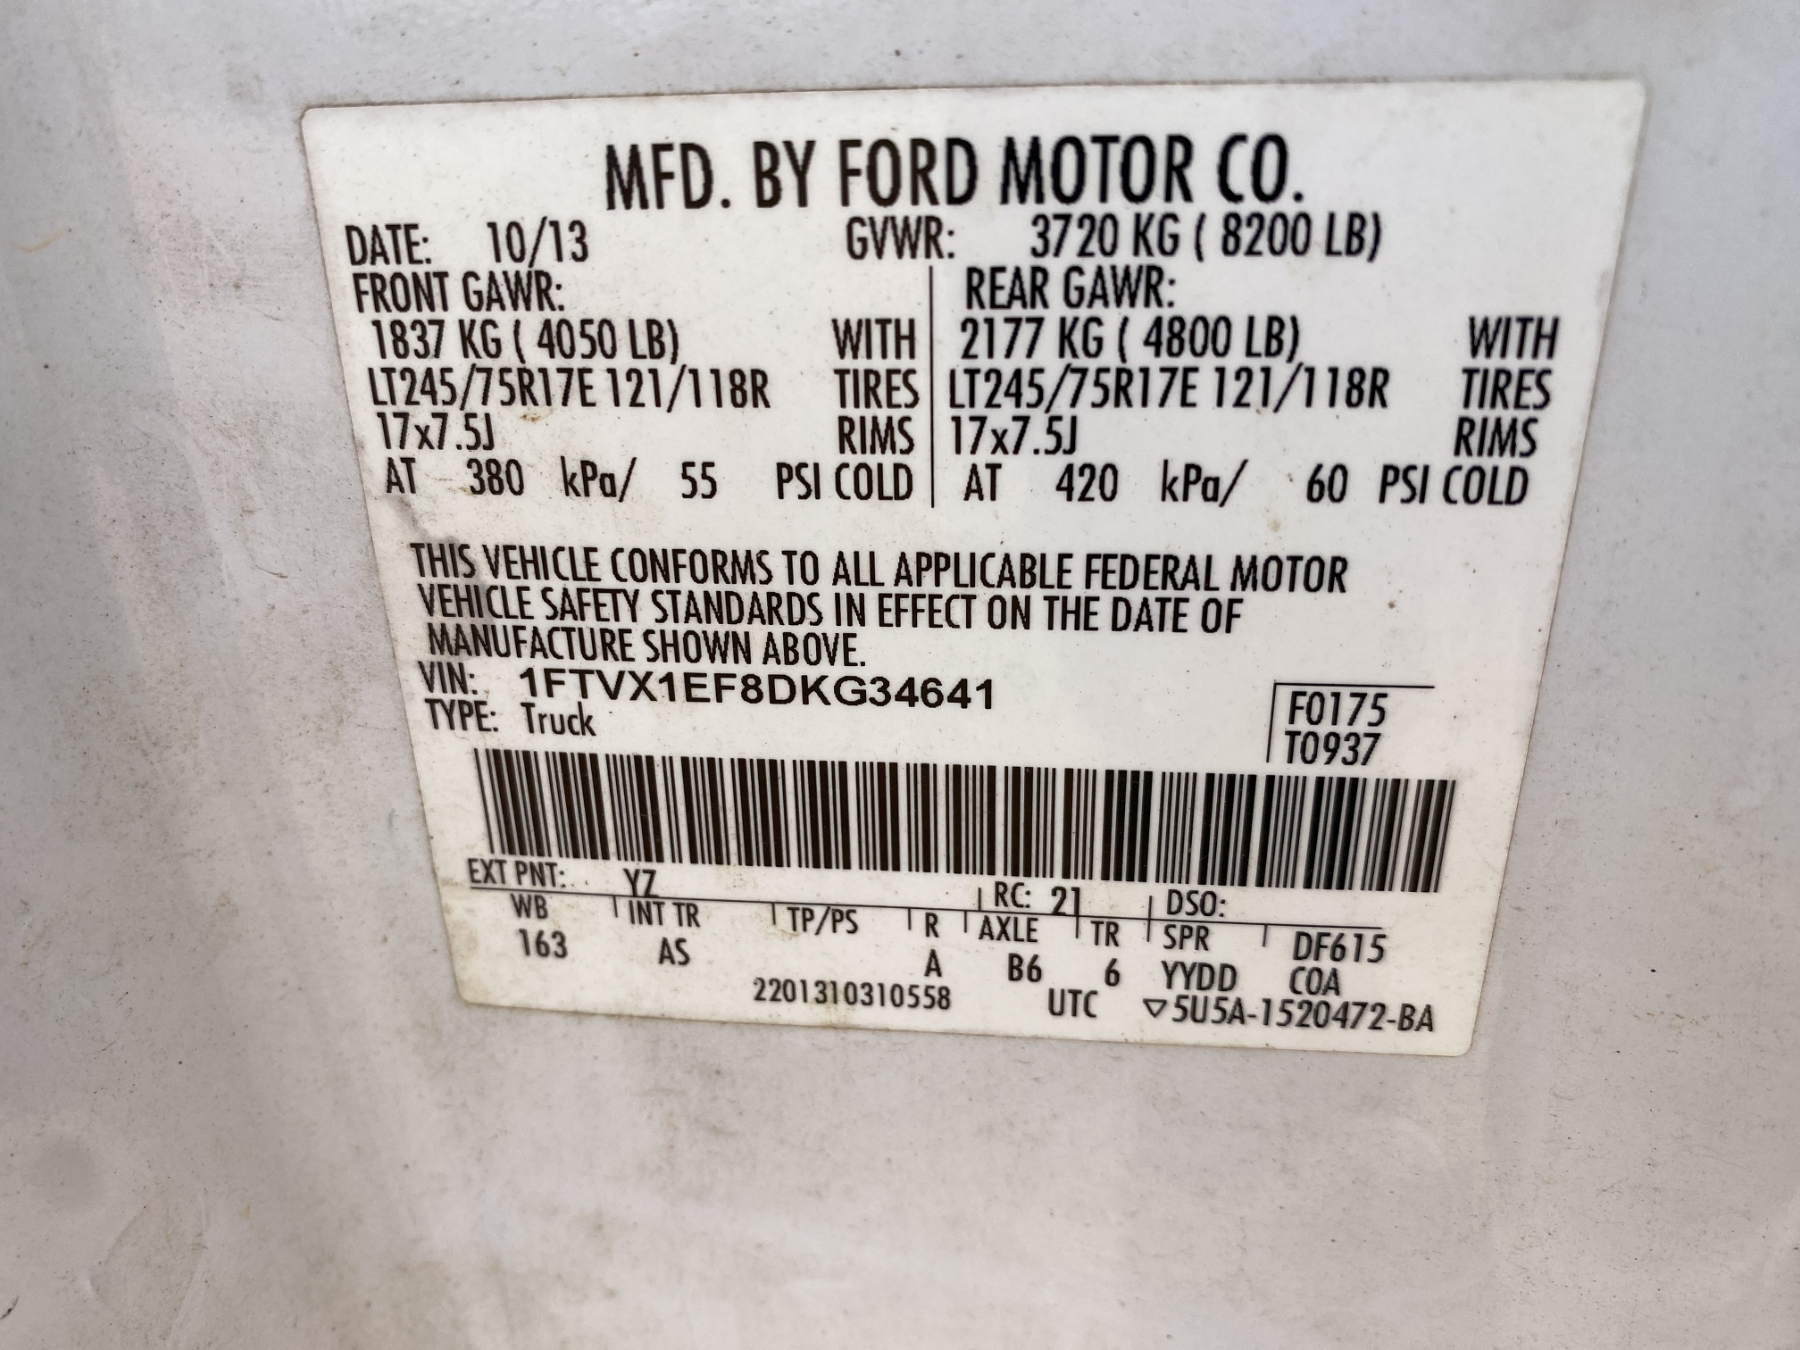 MFD. BY FORD MOTOR CO.
DATE: 10/13 GVWR: 3720 KG ( 8200 LB)
FRONT GAWR: REAR GAWR:
1837 KG ( 4050 LB) WITH 2177 KG ( 4800 LB) WITH
LT245/75R17E 121/118R TIRES LT245/75R17E 121/118R TIRES
17x7.5J RIMS 17x7.5J RIMS
AT 380 kPa/ 55 PSI COLD AT 420 kPa/ 60 PSI COLD
THIS VEHICLE CONFORMS TO ALL APPLICABLE FEDERAL MOTOR
VEHICLE SAFETY STANDARDS IN EFFECT ON THE DATE OF
MANUFACTURE SHOWN ABOVE.
VIN: 1FTVX1EF8DKG34641
TYPE: Truck
F0175
T0937
EXT PNT: YZ RC: 21 DSO:
WB INT TR TP/PS R AXLE TR SPR DF615
163 AS A B6 6 YYDD COA
2201310310558 UTC ▽5U5A-1520472-BA